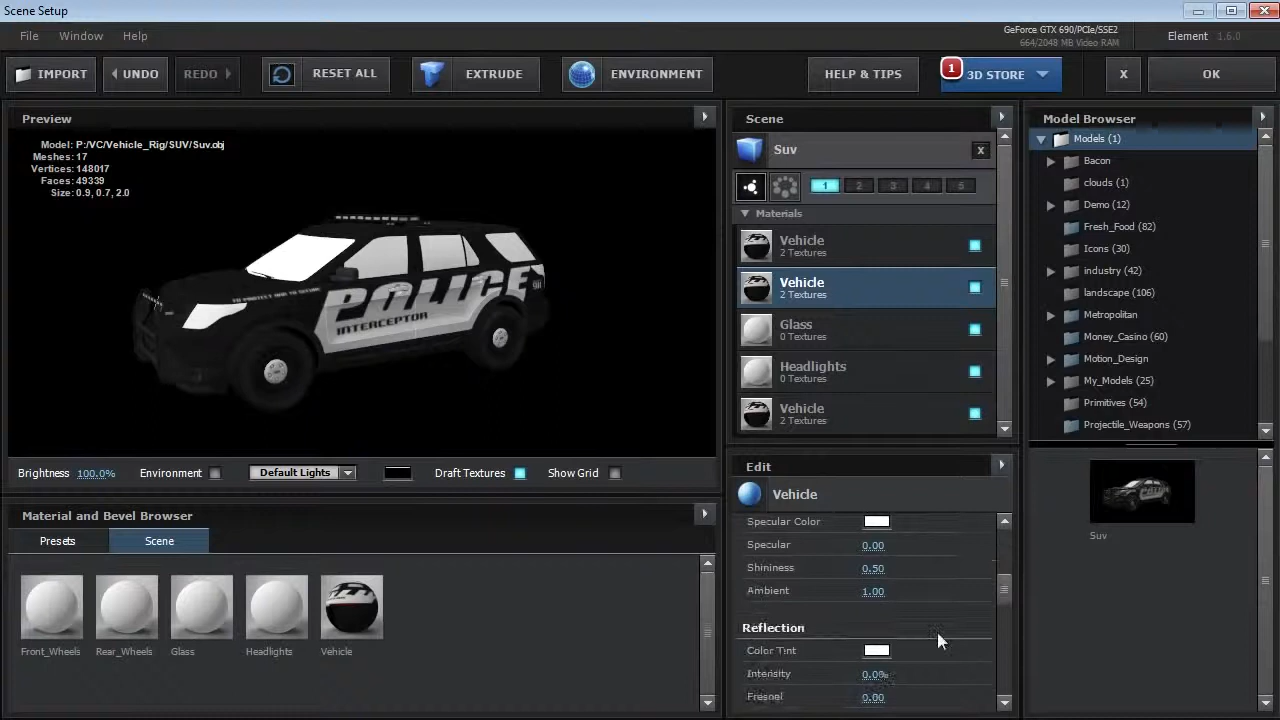 Scene Setup
File Window Help
GeForce GTX 690/PCIe/SSE2
664/2048 MB Video RAM
Element 1.6.0
IMPORT
UNDO
REDO
RESET ALL
EXTRUDE
ENVIRONMENT
HELP & TIPS
1
3D STORE
X
OK
Preview
Model: P:/VC/Vehicle_Rig/SUV/Suv.obj
Meshes: 17
Vertices: 148017
Faces: 49339
Size: 0.9, 0.7, 2.0
TO PROTECT AND TO SECURE
POLICE
INTERCEPTOR
911
Brightness 100.0%
Environment
Default Lights
Draft Textures
Show Grid
Material and Bevel Browser
Presets
Scene
Front_Wheels
Rear_Wheels
Glass
Headlights
Vehicle
Scene
Suv
X
1 2 3 4 5
Materials
Vehicle
2 Textures
Vehicle
2 Textures
Glass
0 Textures
Headlights
0 Textures
Vehicle
2 Textures
Edit
Vehicle
Specular Color
Specular 0.00
Shininess 0.50
Ambient 1.00
Reflection
Color Tint
Intensity 0.00%
Fresnel 0.00
Model Browser
Models (1)
Bacon
clouds (1)
Demo (12)
Fresh_Food (82)
Icons (30)
industry (42)
landscape (106)
Metropolitan
Money_Casino (60)
Motion_Design
My_Models (25)
Primitives (54)
Projectile_Weapons (57)
Suv